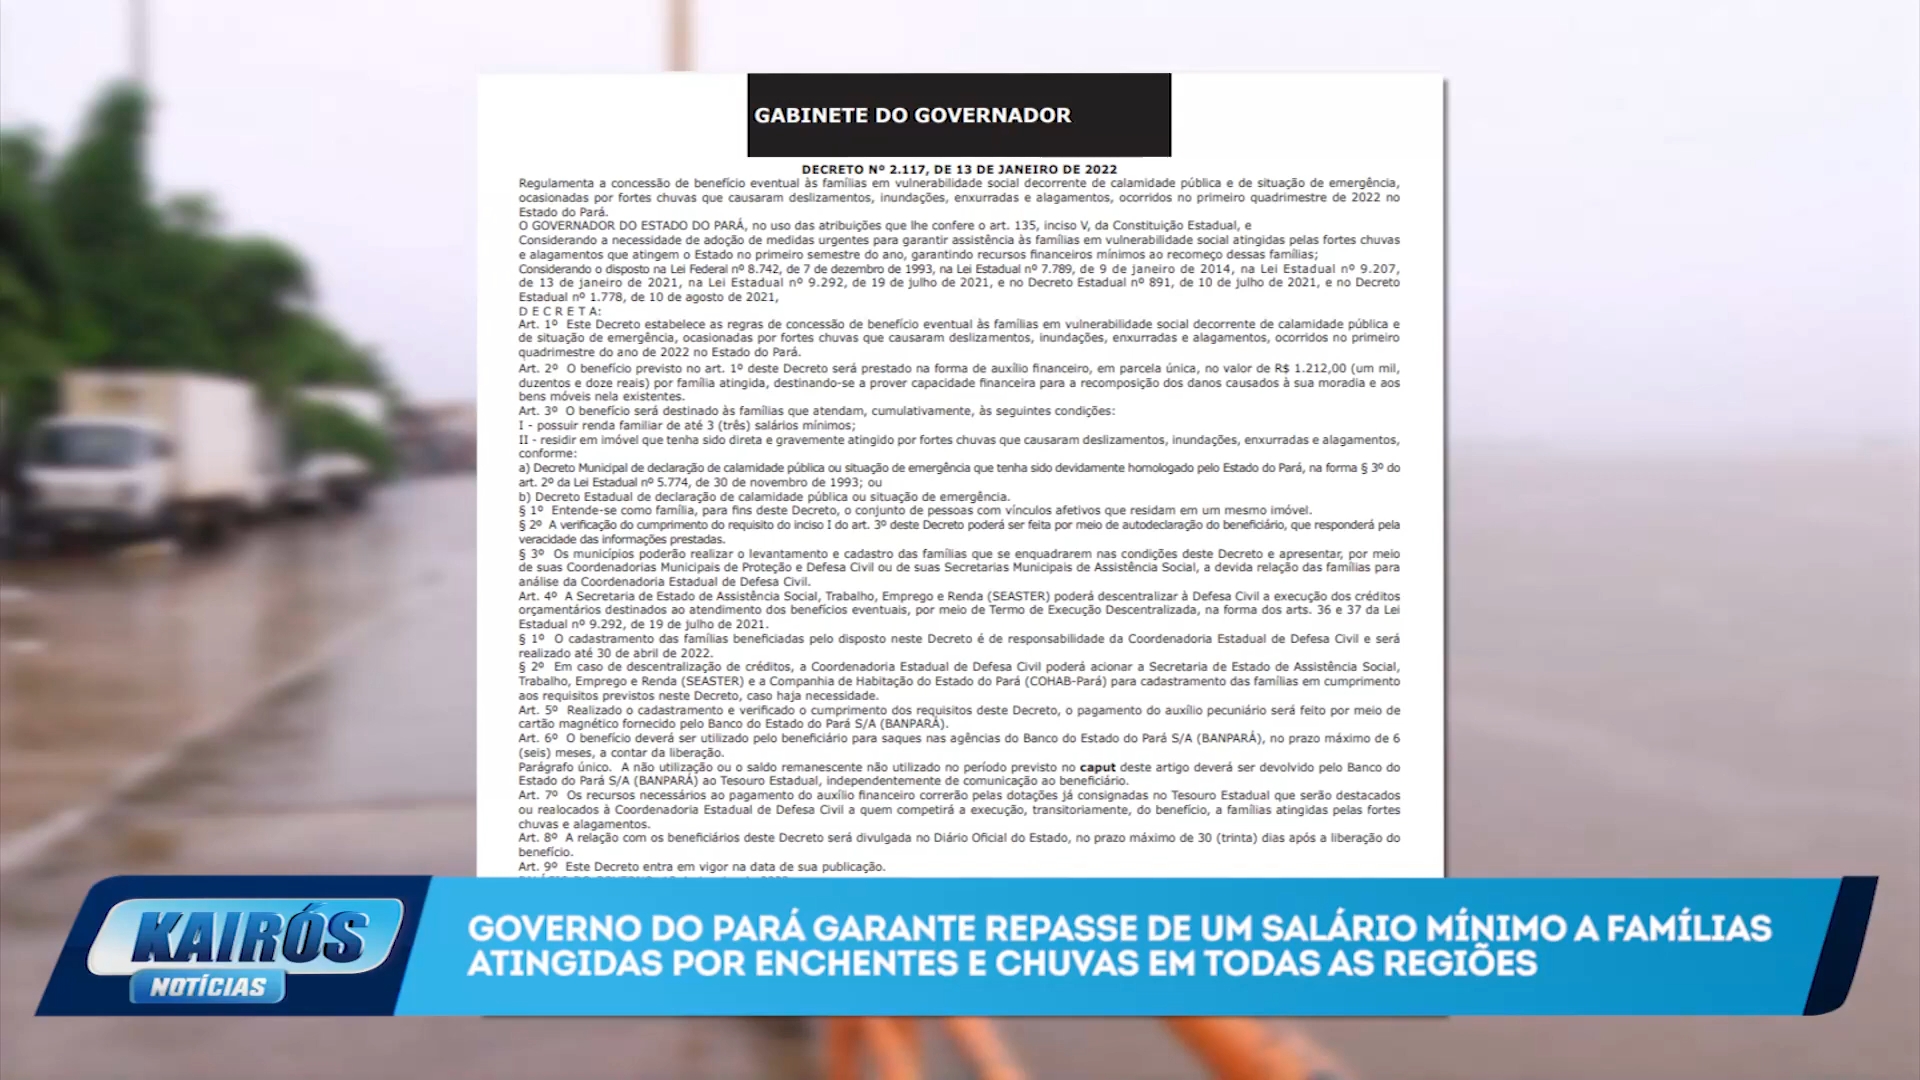 GABINETE DO GOVERNADOR
DECRETO Nº 2.117, DE 13 DE JANEIRO DE 2022
Regulamenta a concessão de benefício eventual às famílias em vulnerabilidade social decorrente de calamidade pública e de situação de emergência,
ocasionadas por fortes chuvas que causaram deslizamentos, inundações, enxurradas e alagamentos, ocorridos no primeiro quadrimestre de 2022 no
Estado do Pará.
O GOVERNADOR DO ESTADO DO PARÁ, no uso das atribuições que lhe confere o art. 135, inciso V, da Constituição Estadual, e
Considerando a necessidade de adoção de medidas urgentes para garantir assistência às famílias em vulnerabilidade social atingidas pelas fortes chuvas
e alagamentos que atingem o Estado no primeiro semestre do ano, garantindo recursos financeiros mínimos ao recomeço dessas famílias;
Considerando o disposto na Lei Federal nº 8.742, de 7 de dezembro de 1993, na Lei Estadual nº 7.789, de 9 de janeiro de 2014, na Lei Estadual nº 9.207,
de 13 de janeiro de 2021, na Lei Estadual nº 9.292, de 19 de julho de 2021, e no Decreto Estadual nº 891, de 10 de julho de 2021, e no Decreto
Estadual nº 1.778, de 10 de agosto de 2021,
D E C R E T A:
Art. 1º Este Decreto estabelece as regras de concessão de benefício eventual às famílias em vulnerabilidade social decorrente de calamidade pública e
de situação de emergência, ocasionadas por fortes chuvas que causaram deslizamentos, inundações, enxurradas e alagamentos, ocorridos no primeiro
quadrimestre do ano de 2022 no Estado do Pará.
Art. 2º O benefício previsto no art. 1º deste Decreto será prestado na forma de auxílio financeiro, em parcela única, no valor de R$ 1.212,00 (um mil,
duzentos e doze reais) por família atingida, destinando-se a prover capacidade financeira para a recomposição dos danos causados à sua moradia e aos
bens móveis nela existentes.
Art. 3º O benefício será destinado às famílias que atendam, cumulativamente, às seguintes condições:
I - possuir renda familiar de até 3 (três) salários mínimos;
II - residir em imóvel que tenha sido direta e gravemente atingido por fortes chuvas que causaram deslizamentos, inundações, enxurradas e alagamentos,
conforme:
a) Decreto Municipal de declaração de calamidade pública ou situação de emergência que tenha sido devidamente homologado pelo Estado do Pará, na forma § 3º do
art. 2º da Lei Estadual nº 5.774, de 30 de novembro de 1993; ou
b) Decreto Estadual de declaração de calamidade pública ou situação de emergência.
§ 1º Entende-se como família, para fins deste Decreto, o conjunto de pessoas com vínculos afetivos que residam em um mesmo imóvel.
§ 2º A verificação do cumprimento do requisito do inciso I do art. 3º deste Decreto poderá ser feita por meio de autodeclaração do beneficiário, que responderá pela
veracidade das informações prestadas.
§ 3º Os municípios poderão realizar o levantamento e cadastro das famílias que se enquadrarem nas condições deste Decreto e apresentar, por meio
de suas Coordenadorias Municipais de Proteção e Defesa Civil ou de suas Secretarias Municipais de Assistência Social, a devida relação das famílias para
análise da Coordenadoria Estadual de Defesa Civil.
Art. 4º A Secretaria de Estado de Assistência Social, Trabalho, Emprego e Renda (SEASTER) poderá descentralizar à Defesa Civil a execução dos créditos
orçamentários destinados ao atendimento dos benefícios eventuais, por meio de Termo de Execução Descentralizada, na forma dos arts. 36 e 37 da Lei
Estadual nº 9.292, de 19 de julho de 2021.
§ 1º O cadastramento das famílias beneficiadas pelo disposto neste Decreto é de responsabilidade da Coordenadoria Estadual de Defesa Civil e será
realizado até 30 de abril de 2022.
§ 2º Em caso de descentralização de créditos, a Coordenadoria Estadual de Defesa Civil poderá acionar a Secretaria de Estado de Assistência Social,
Trabalho, Emprego e Renda (SEASTER) e a Companhia de Habitação do Estado do Pará (COHAB-Pará) para cadastramento das famílias em cumprimento
aos requisitos previstos neste Decreto, caso haja necessidade.
Art. 5º Realizado o cadastramento e verificado o cumprimento dos requisitos deste Decreto, o pagamento do auxílio pecuniário será feito por meio de
cartão magnético fornecido pelo Banco do Estado do Pará S/A (BANPARÁ).
Art. 6º O benefício deverá ser utilizado pelo beneficiário para saques nas agências do Banco do Estado do Pará S/A (BANPARÁ), no prazo máximo de 6
(seis) meses, a contar da liberação.
Parágrafo único. A não utilização ou o saldo remanescente não utilizado no período previsto no caput deste artigo deverá ser devolvido pelo Banco do
Estado do Pará S/A (BANPARÁ) ao Tesouro Estadual, independentemente de comunicação ao beneficiário.
Art. 7º Os recursos necessários ao pagamento do auxílio financeiro correrão pelas dotações já consignadas no Tesouro Estadual que serão destacados
ou realocados à Coordenadoria Estadual de Defesa Civil a quem competirá a execução, transitoriamente, do benefício, a famílias atingidas pelas fortes
chuvas e alagamentos.
Art. 8º A relação com os beneficiários deste Decreto será divulgada no Diário Oficial do Estado, no prazo máximo de 30 (trinta) dias após a liberação do
benefício.
Art. 9º Este Decreto entra em vigor na data de sua publicação.
KAIRÓS
NOTÍCIAS
GOVERNO DO PARÁ GARANTE REPASSE DE UM SALÁRIO MÍNIMO A FAMÍLIAS
ATINGIDAS POR ENCHENTES E CHUVAS EM TODAS AS REGIÕES